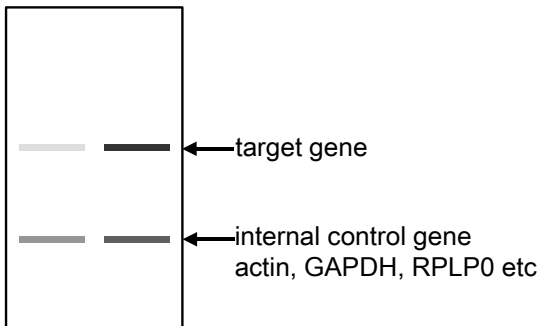 target gene
internal control gene
actin, GAPDH, RPLP0 etc